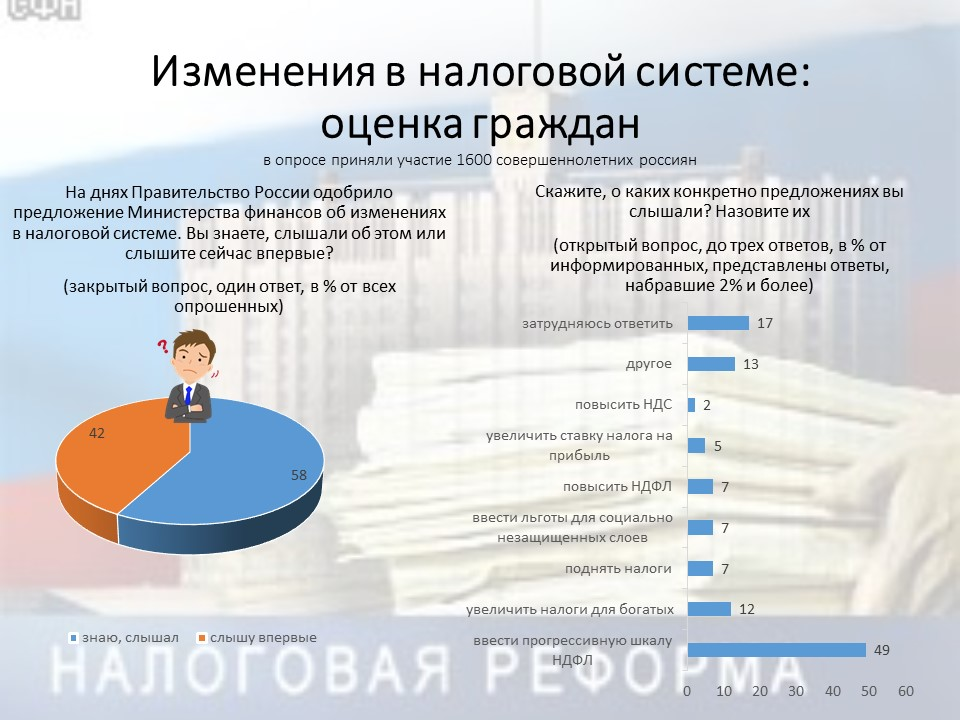 СФН
Изменения в налоговой системе:
оценка граждан
в опросе приняли участие 1600 совершеннолетних россиян
На днях Правительство России одобрило
предложение Министерства финансов об изменениях
в налоговой системе. Вы знаете, слышали об этом или
слышите сейчас впервые?
(закрытый вопрос, один ответ, в % от всех
опрошенных)
?
42
58
знаю, слышал
слышу впервые
Скажите, о каких конкретно предложениях вы
слышали? Назовите их
(открытый вопрос, до трех ответов, в % от
информированных, представлены ответы,
набравшие 2% и более)
затрудняюсь ответить 17
другое 13
повысить НДС 2
увеличить ставку налога на
прибыль 5
повысить НДФЛ 7
ввести льготы для социально
незащищенных слоев 7
поднять налоги 7
увеличить налоги для богатых 12
ввести прогрессивную шкалу
НДФЛ 49
0 10 20 30 40 50 60
НАЛОГОВАЯ РЕФОРМА